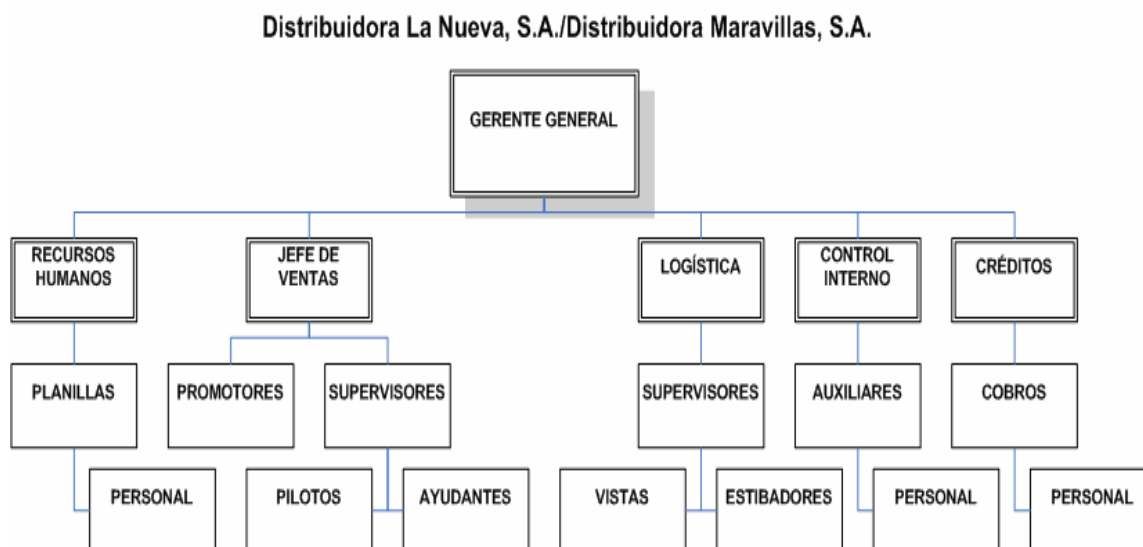 Distribuidora La Nueva, S.A./Distribuidora Maravillas, S.A.
GERENTE GENERAL
RECURSOS
HUMANOS
JEFE DE
VENTAS
LOGÍSTICA
CONTROL
INTERNO
CRÉDITOS
PLANILLAS
PROMOTORES
SUPERVISORES
SUPERVISORES
AUXILIARES
COBROS
PERSONAL
PILOTOS
AYUDANTES
VISTAS
ESTIBADORES
PERSONAL
PERSONAL